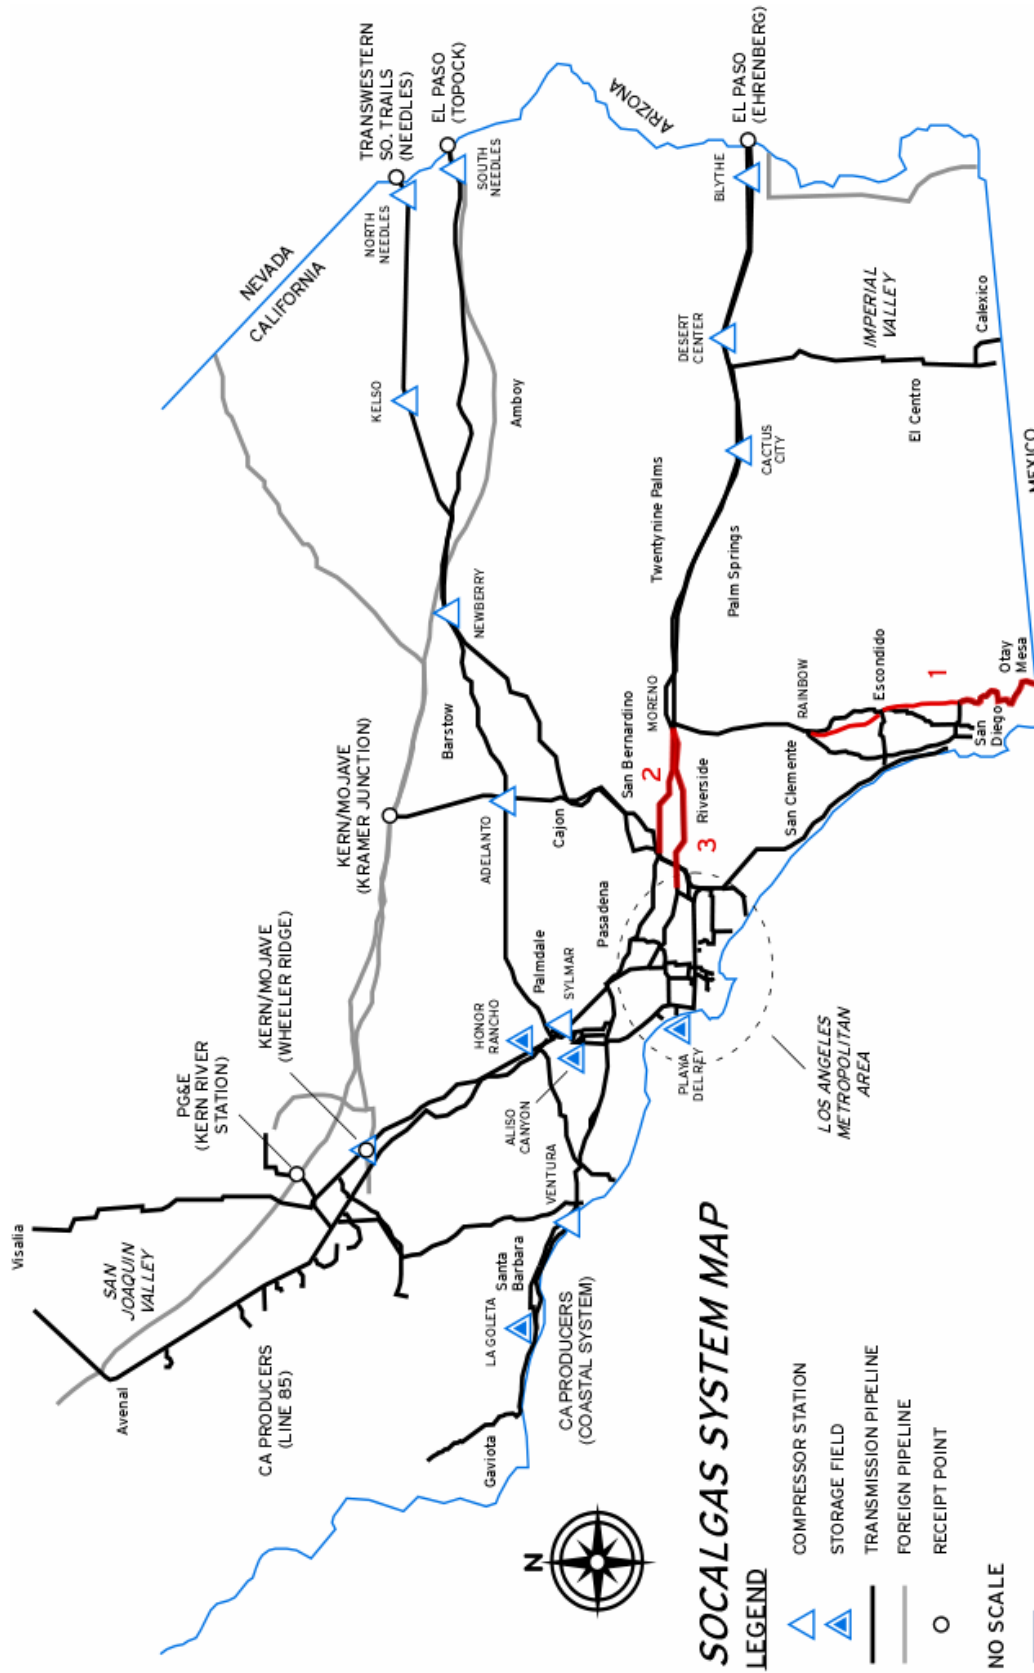 Visalia
SAN
JOAQUIN
VALLEY
Avenal
CA PRODUCERS
(LINE 85)
PG&E
(KERN RIVER
STATION)
KERN/MOJAVE
(WHEELER RIDGE)
KERN/MOJAVE
(KRAMER JUNCTION)
NEVADA
CALIFORNIA
TRANSWESTERN
SO. TRAILS
(NEEDLES)
EL PASO
(TOPOCK)
NORTH
NEEDLES
SOUTH
NEEDLES
ARIZONA
KELSO
Amboy
NEWBERRY
Barstow
ADELANTO
Cajon
Palmdale
HONOR
RANCHO
SYLMAR
ALISO
CANYON
Pasadena
VENTURA
Santa
Barbara
LA GOLETA
Gaviota
CA PRODUCERS
(COASTAL SYSTEM)
PLAYA
DEL REY
LOS ANGELES
METROPOLITAN
AREA
San Bernardino
MORENO
2
Riverside
3
Twentynine Palms
Palm Springs
CACTUS
CITY
DESERT
CENTER
BLYTHE
EL PASO
(EHRENBERG)
IMPERIAL
VALLEY
El Centro
Calexico
San Clemente
RAINBOW
Escondido
1
San
Diego
Otay
Mesa
MEXICO
N
SOCALGAS SYSTEM MAP
LEGEND
COMPRESSOR STATION
STORAGE FIELD
TRANSMISSION PIPELINE
FOREIGN PIPELINE
RECEIPT POINT
NO SCALE